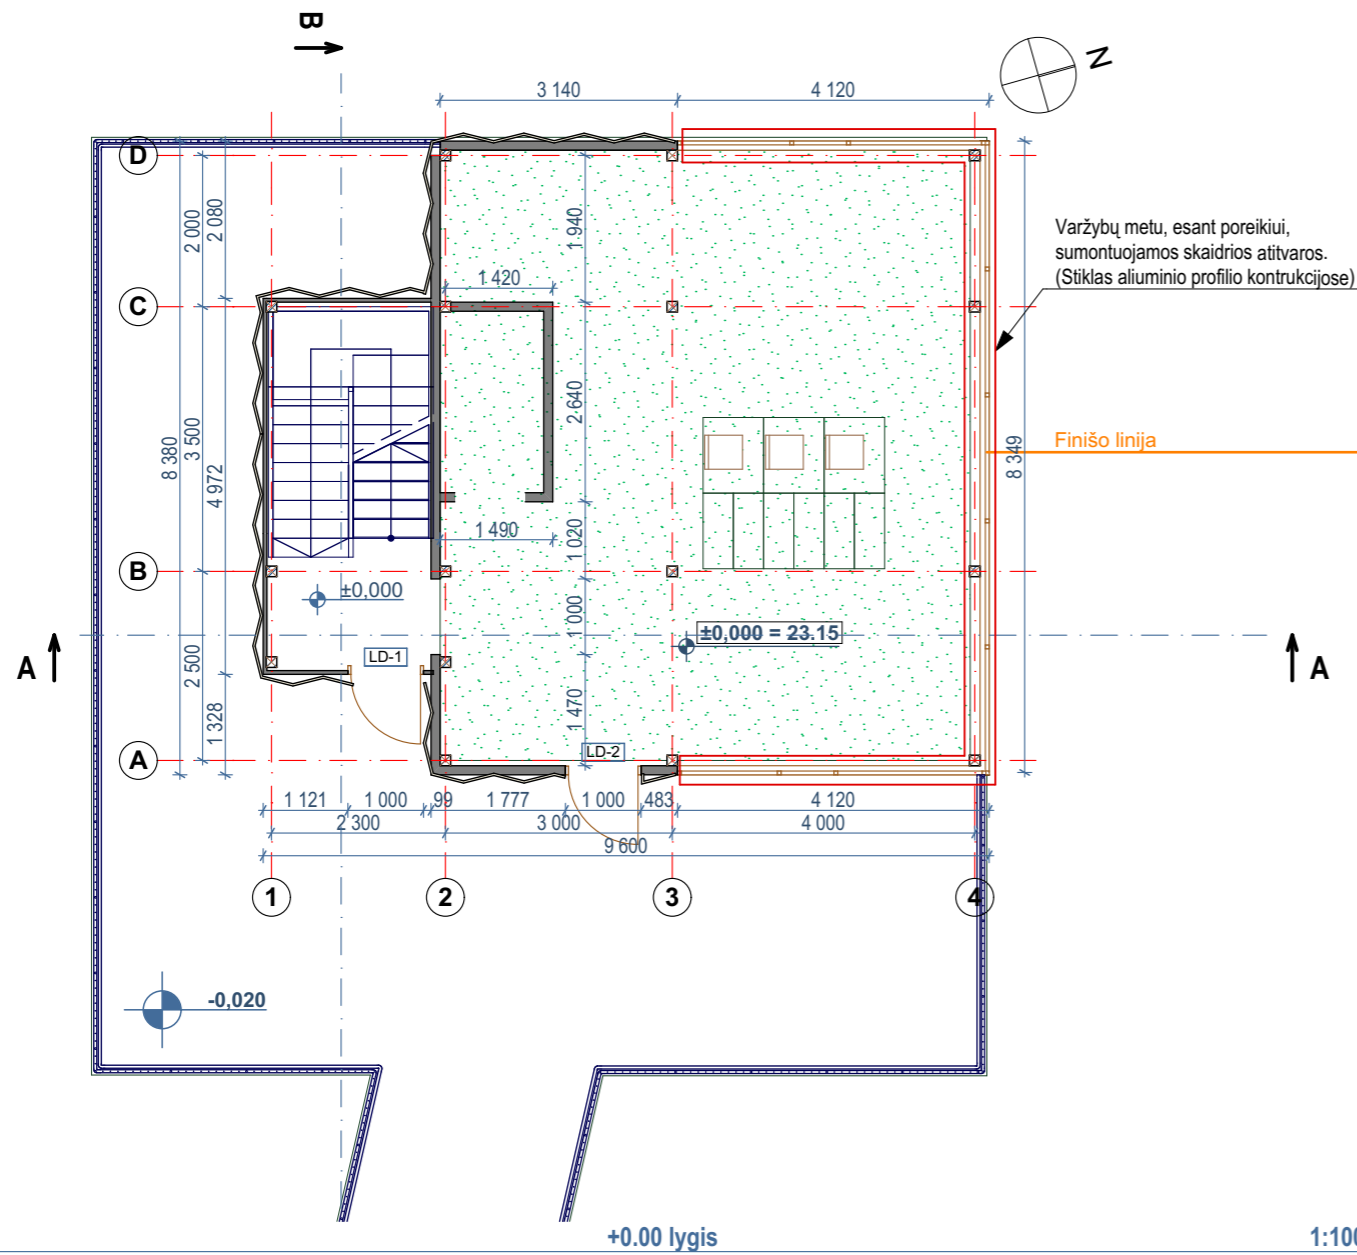 B
N
3 140
4 120
D
2 000
2 080
1 940
Varžybų metu, esant poreikiui,
sumontuojamos skaidrios atitvaros.
(Stiklas aliuminio profilio kontrukcijose)
1 420
C
8 380
3 500
4 972
2 640
Finišo linija
8 349
1 490
1 020
B
±0,000
1 000
±0,000 = 23.15
A
LD-1
A
2 500
1 328
1 470
LD-2
A
1 121
1 000
99
1 777
1 000
483
4 120
2 300
3 000
4 000
9 600
1
2
3
4
-0,020
+0.00 lygis
1:100